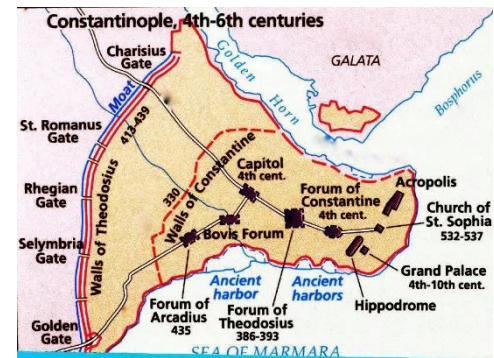 Constantinople, 4th-6th centuries
Charisius
Gate
Golden
Horn
GALATA
Bosphorus
Moat
413-439
St. Romanus
Gate
Walls of Constantine
330
Capitol
4th cent.
Forum of
Constantine
4th cent.
Acropolis
Church of
St. Sophia
532-537
Rhegian
Gate
Walls of Theodosius
Selymbria
Gate
Bovis Forum
Grand Palace
4th-10th cent.
Hippodrome
Ancient
harbor
Ancient
harbors
Golden
Gate
Forum of
Arcadius
435
Forum of
Theodosius
386-393
SEA OF MARMARA